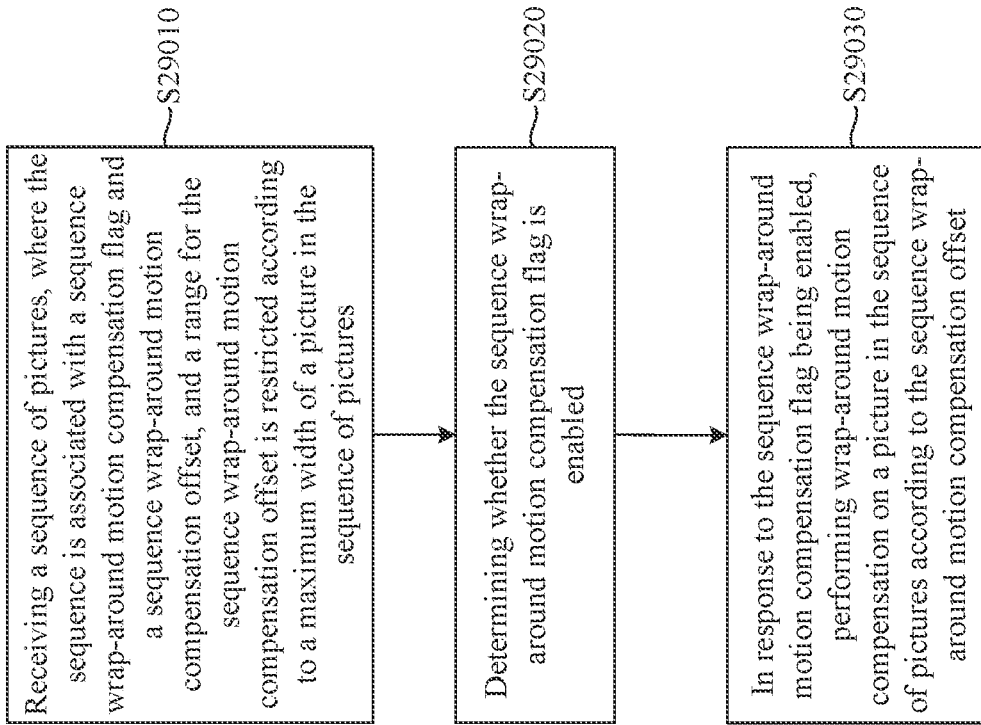 Receiving a sequence of pictures, where the
sequence is associated with a sequence
wrap-around motion compensation flag and
a sequence wrap-around motion
compensation offset, and a range for the
sequence wrap-around motion
compensation offset is restricted according
to a maximum width of a picture in the
sequence of pictures
S29010
Determining whether the sequence wrap-
around motion compensation flag is
enabled
S29020
In response to the sequence wrap-around
motion compensation flag being enabled,
performing wrap-around motion
compensation on a picture in the sequence
of pictures according to the sequence wrap-
around motion compensation offset
S29030